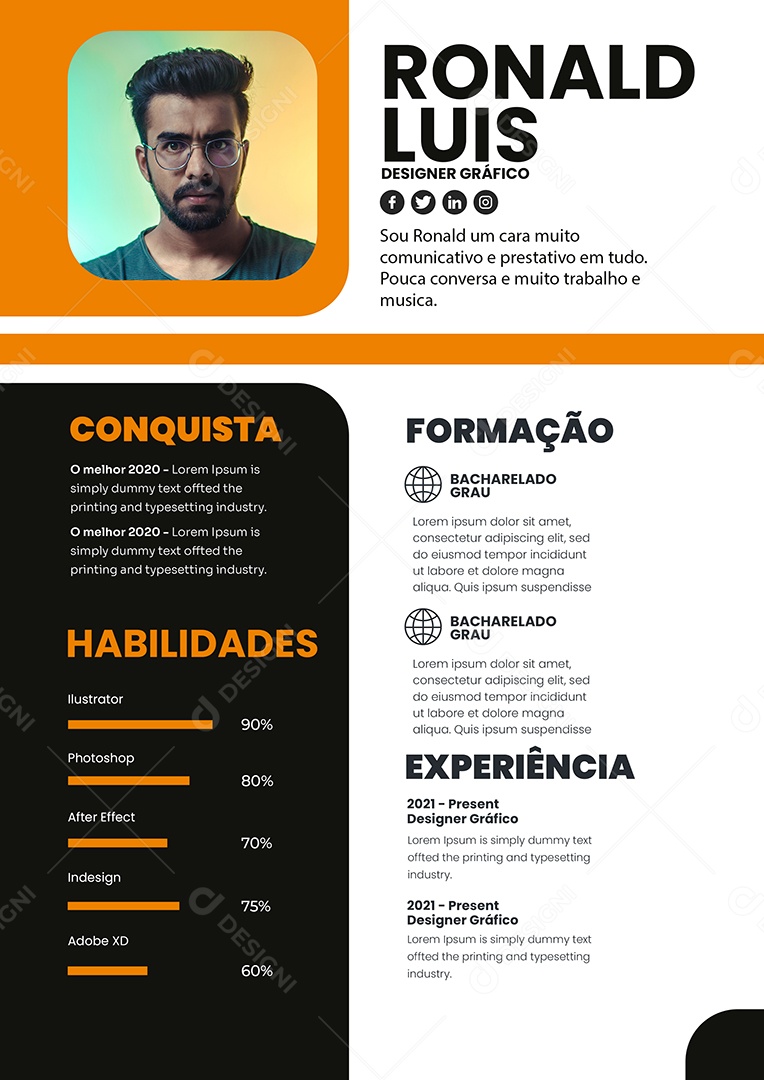 RONALD
LUIS
DESIGNER GRÁFICO
Sou Ronald um cara muito
comunicativo e prestativo em tudo.
Pouca conversa e muito trabalho e
musica.
CONQUISTA
O melhor 2020 - Lorem Ipsum is
simply dummy text offted the
printing and typesetting industry.
O melhor 2020 - Lorem Ipsum is
simply dummy text offted the
printing and typesetting industry.
HABILIDADES
Ilustrator
90%
Photoshop
80%
After Effect
70%
Indesign
75%
Adobe XD
60%
FORMAÇÃO
BACHARELADO
GRAU
Lorem ipsum dolor sit amet,
consectetur adipiscing elit, sed
do eiusmod tempor incididunt
ut labore et dolore magna
aliqua. Quis ipsum suspendisse
BACHARELADO
GRAU
Lorem ipsum dolor sit amet,
consectetur adipiscing elit, sed
do eiusmod tempor incididunt
ut labore et dolore magna
aliqua. Quis ipsum suspendisse
EXPERIÊNCIA
2021 - Present
Designer Gráfico
Lorem Ipsum is simply dummy text
offted the printing and typesetting
industry.
2021 - Present
Designer Gráfico
Lorem Ipsum is simply dummy text
offted the printing and typesetting
industry.
DESIGNI